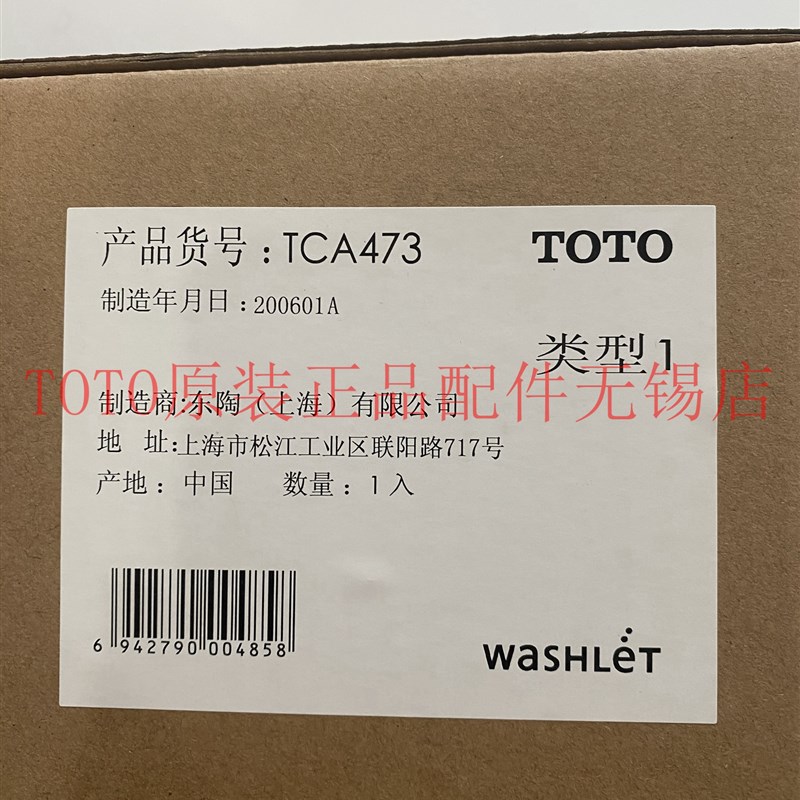 产品货号：TCA473
TOTO
制造年月日：200601A
类型1
TOTO原装正品配件无锡店
制造商:东陶（上海）有限公司
地 址:上海市松江工业区联阳路717号
产地：中国 数量：1入
6 942790 004858
WASHLET